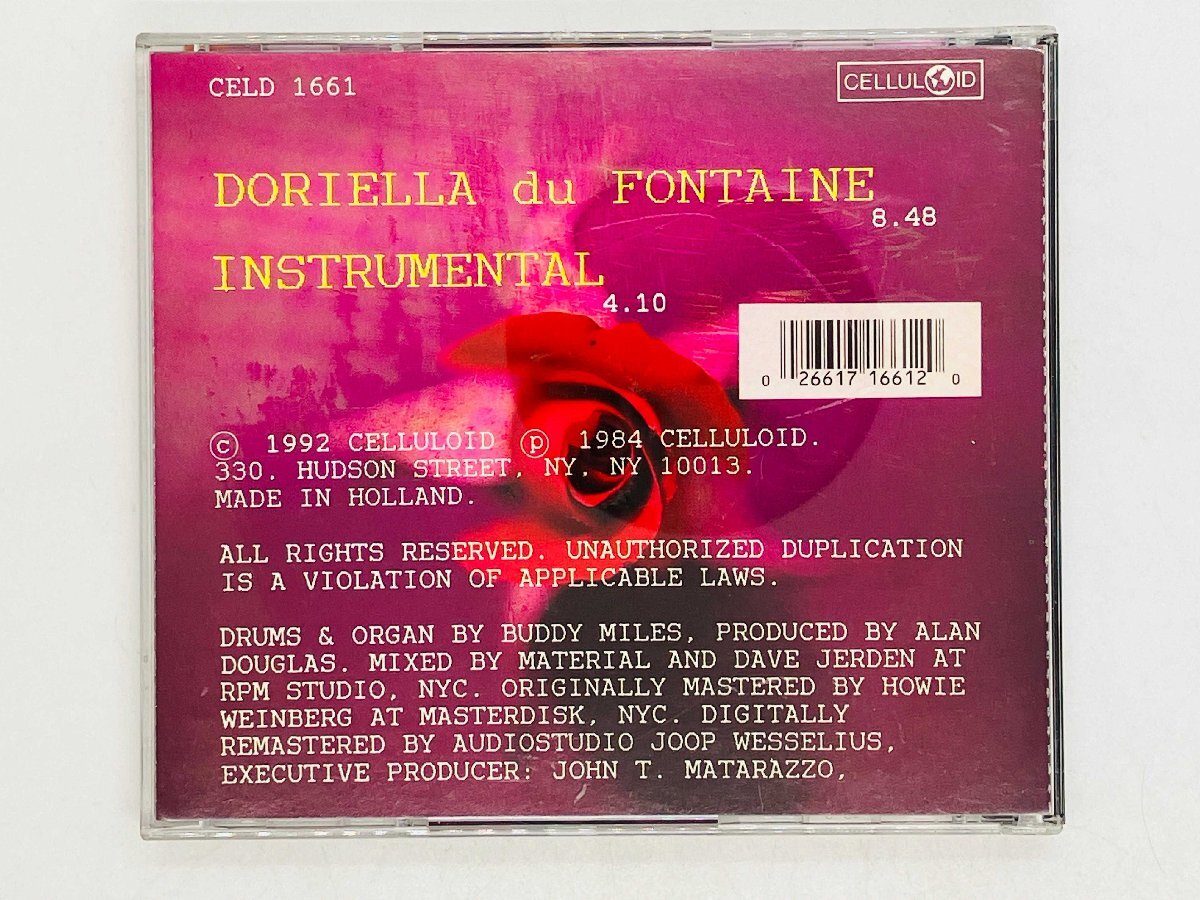 CELD 1661
CELLULOID
DORIELLA du FONTAINE
8.48
INSTRUMENTAL
4.10
0 26617 16612 0
© 1992 CELLULOID ℗ 1984 CELLULOID.
330. HUDSON STREET, NY, NY 10013.
MADE IN HOLLAND.
ALL RIGHTS RESERVED. UNAUTHORIZED DUPLICATION
IS A VIOLATION OF APPLICABLE LAWS.
DRUMS & ORGAN BY BUDDY MILES, PRODUCED BY ALAN
DOUGLAS. MIXED BY MATERIAL AND DAVE JERDEN AT
RPM STUDIO, NYC. ORIGINALLY MASTERED BY HOWIE
WEINBERG AT MASTERDISK, NYC. DIGITALLY
REMASTERED BY AUDIOSTUDIO JOOP WESSELIUS,
EXECUTIVE PRODUCER: JOHN T. MATARAZZO,